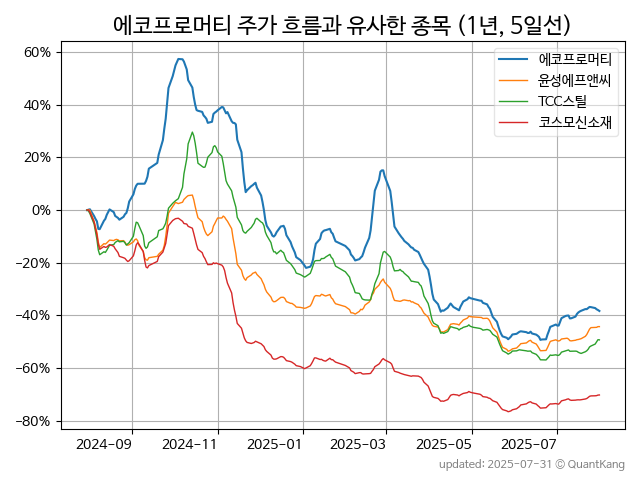 에코프로머티 주가 흐름과 유사한 종목 (1년, 5일선)
60%
40%
20%
0%
−20%
−40%
−60%
−80%
에코프로머티
윤성에프앤씨
TCC스틸
코스모신소재
2024-09
2024-11
2025-01
2025-03
2025-05
2025-07
updated: 2025-07-31 © QuantKang